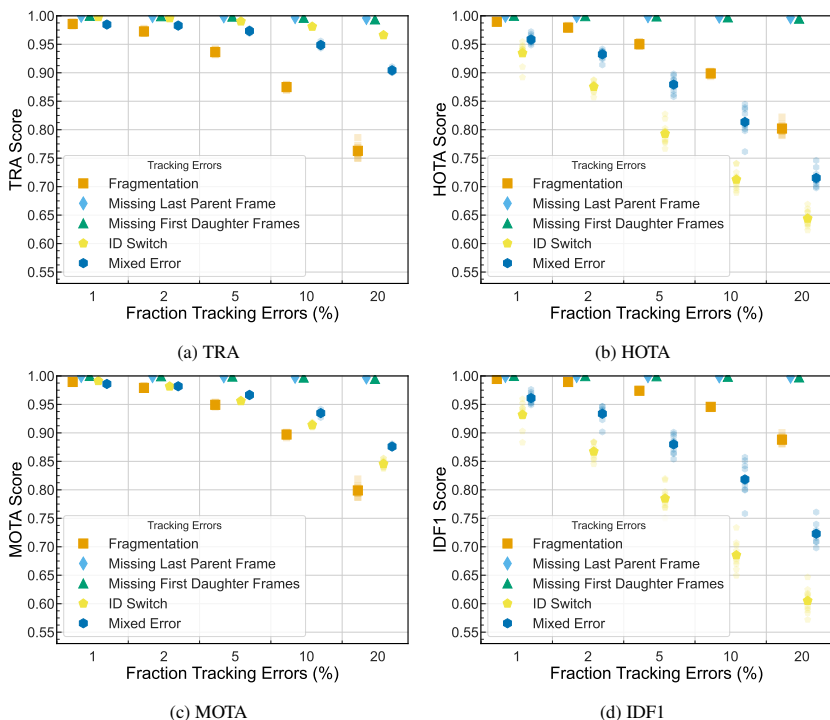 1.00
0.95
0.90
0.85
0.80
0.75
0.70
0.65
0.60
0.55
TRA Score
Tracking Errors
Fragmentation
Missing Last Parent Frame
Missing First Daughter Frames
ID Switch
Mixed Error
1 2 5 10 20
Fraction Tracking Errors (%)
(a) TRA
1.00
0.95
0.90
0.85
0.80
0.75
0.70
0.65
0.60
0.55
HOTA Score
Tracking Errors
Fragmentation
Missing Last Parent Frame
Missing First Daughter Frames
ID Switch
Mixed Error
1 2 5 10 20
Fraction Tracking Errors (%)
(b) HOTA
1.00
0.95
0.90
0.85
0.80
0.75
0.70
0.65
0.60
0.55
MOTA Score
Tracking Errors
Fragmentation
Missing Last Parent Frame
Missing First Daughter Frames
ID Switch
Mixed Error
1 2 5 10 20
Fraction Tracking Errors (%)
(c) MOTA
1.00
0.95
0.90
0.85
0.80
0.75
0.70
0.65
0.60
0.55
IDF1 Score
Tracking Errors
Fragmentation
Missing Last Parent Frame
Missing First Daughter Frames
ID Switch
Mixed Error
1 2 5 10 20
Fraction Tracking Errors (%)
(d) IDF1